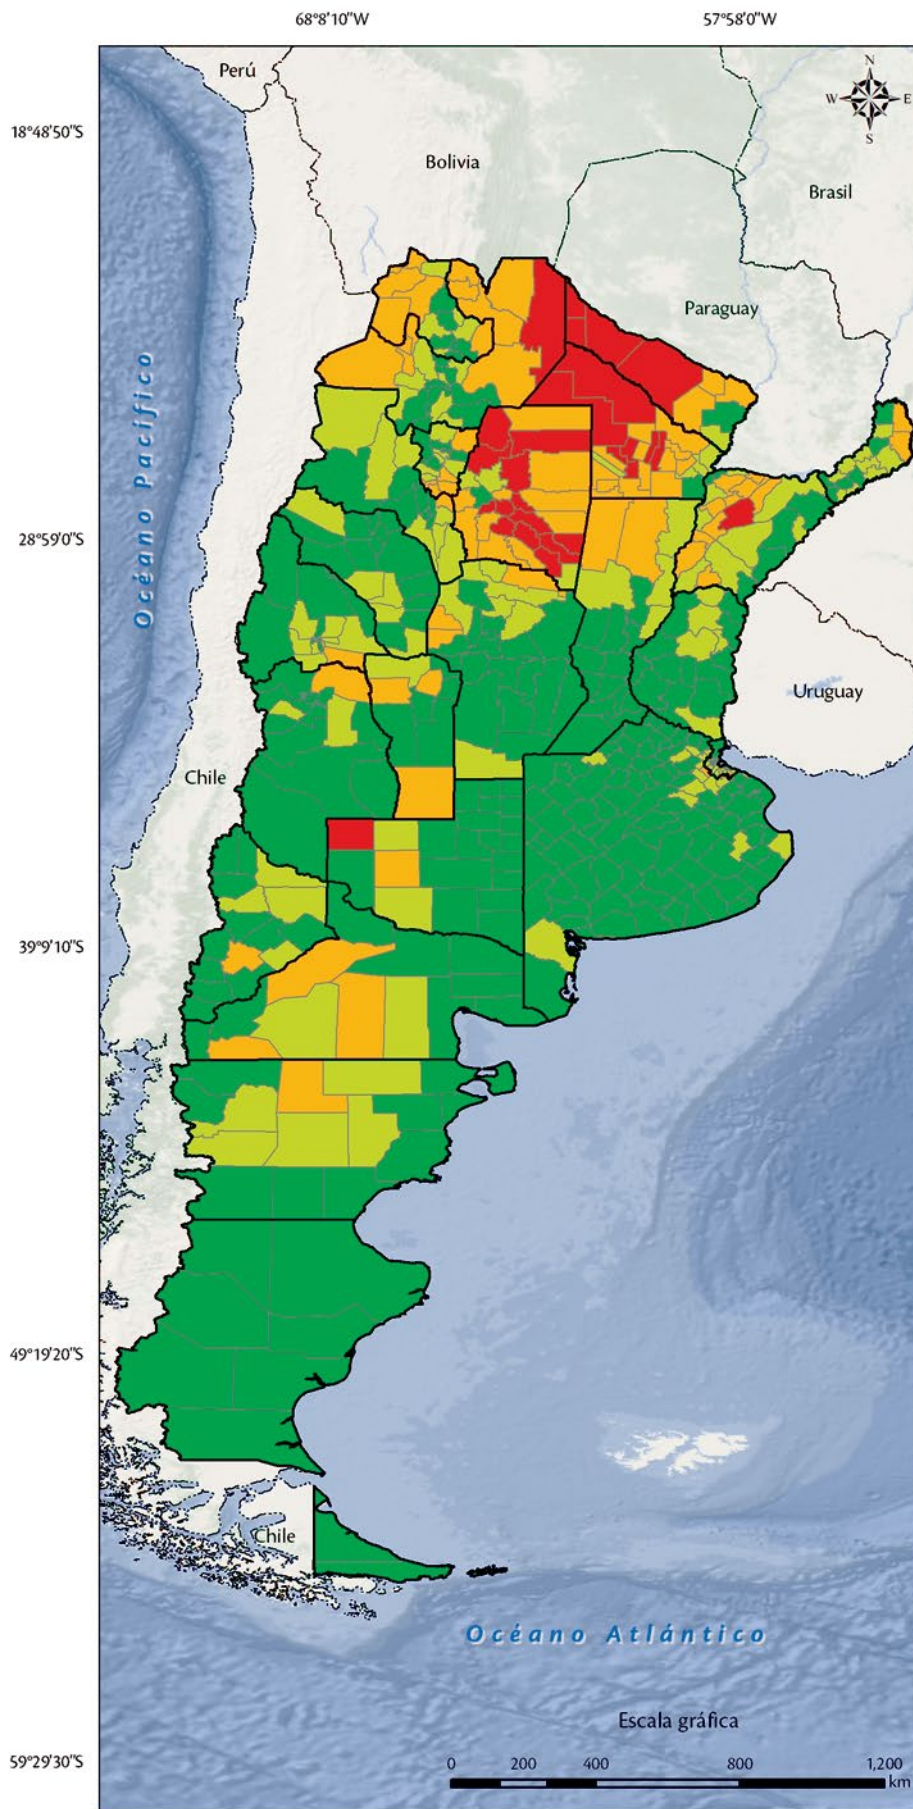 68°8'10"W
57°58'0"W
Perú
N
W
E
S
18°48'50"S
Bolivia
Brasil
Paraguay
Océano Pacífico
28°59'0"S
Uruguay
Chile
39°9'10"S
49°19'20"S
Chile
Océano Atlántico
Escala gráfica
59°29'30"S
0 200 400 800 1,200
km